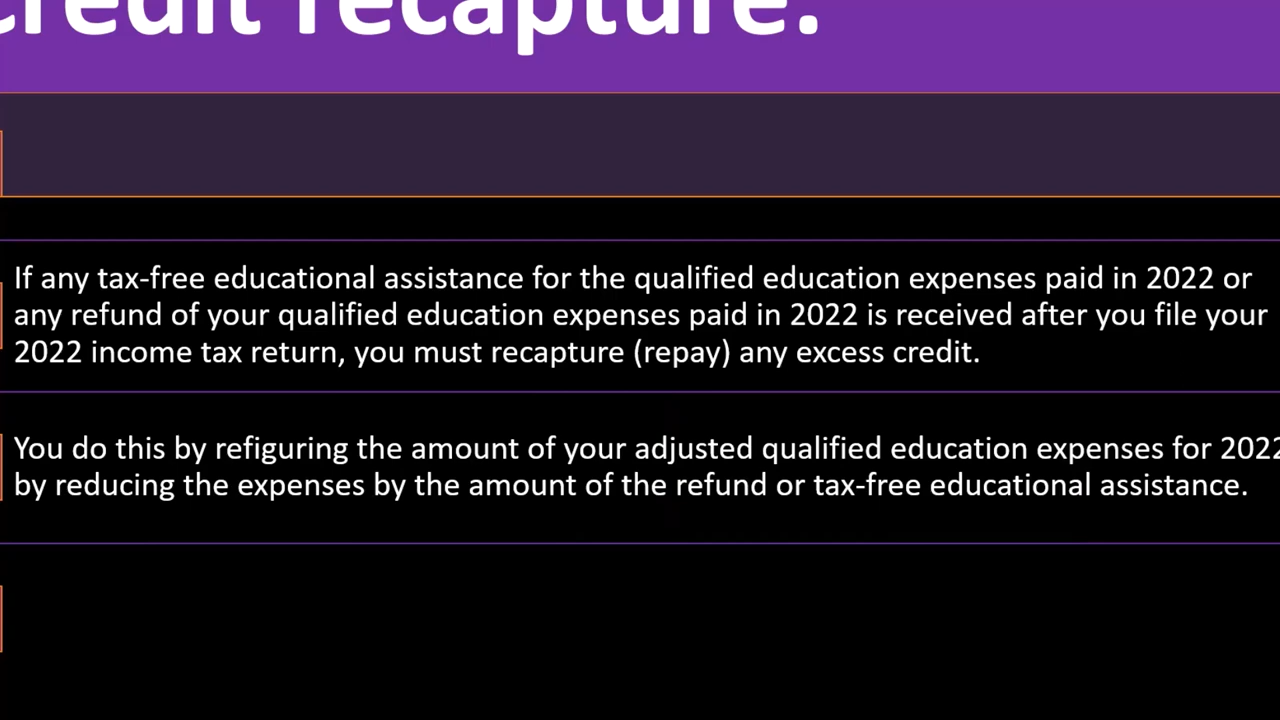 credit recapture.
If any tax-free educational assistance for the qualified education expenses paid in 2022 or
any refund of your qualified education expenses paid in 2022 is received after you file your
2022 income tax return, you must recapture (repay) any excess credit.
You do this by refiguring the amount of your adjusted qualified education expenses for 2022
by reducing the expenses by the amount of the refund or tax-free educational assistance.